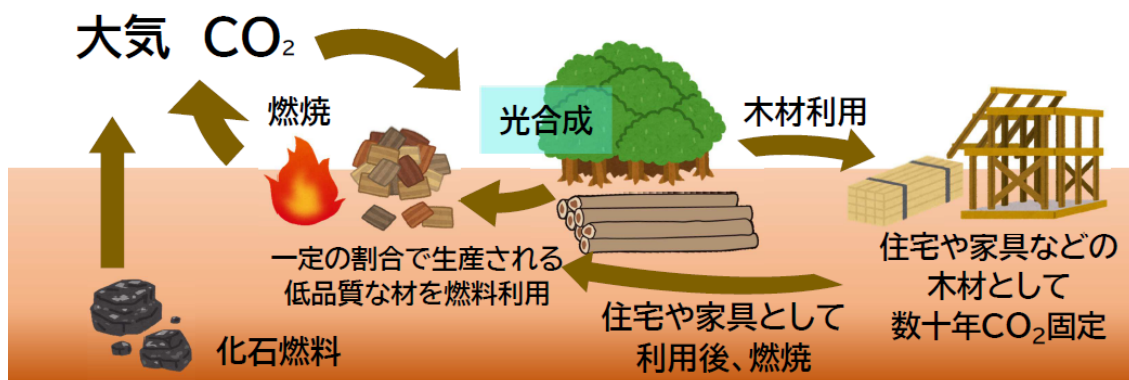 大気 CO₂
燃焼
光合成
木材利用
一定の割合で生産される
低品質な材を燃料利用
住宅や家具などの
木材として
数十年CO₂固定
住宅や家具として
利用後、燃焼
化石燃料